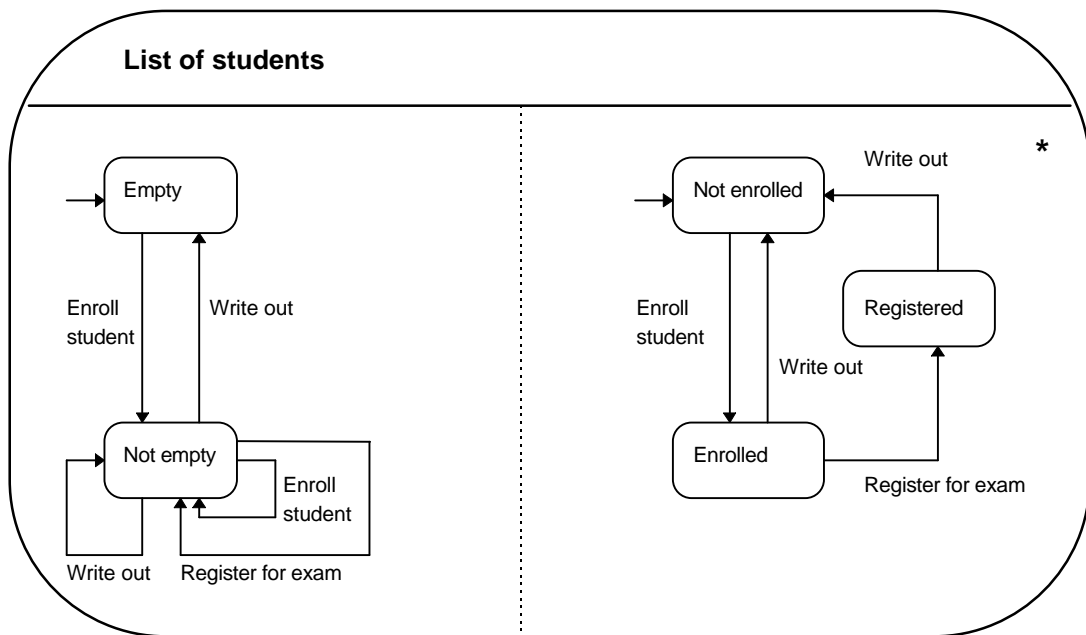 List of students
Empty
Enroll
student
Write out
Not empty
Enroll
student
Write out
Register for exam
*
Write out
Not enrolled
Registered
Enroll
student
Write out
Enrolled
Register for exam